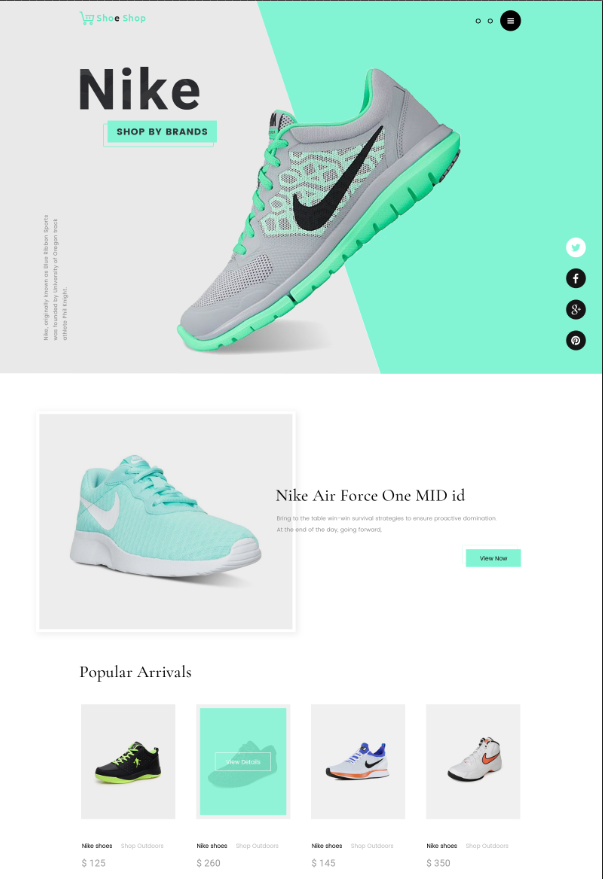 Shoe Shop
Nike
SHOP BY BRANDS
Nike, originally known as Blue Ribbon Sports
was founded by University of Oregon track
athlete Phil Knight.
Nike Air Force One MID id
Bring to the table win-win survival strategies to ensure proactive domination.
At the end of the day, going forward,
View Now
Popular Arrivals
View Details
Nike shoes Shop Outdoors
$ 125
Nike shoes Shop Outdoors
$ 260
Nike shoes Shop Outdoors
$ 145
Nike shoes Shop Outdoors
$ 350